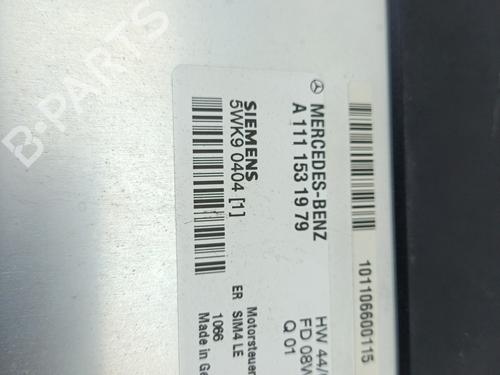 MERCEDES-BENZ
A 111 153 19 79
HW 44/
FD 08W
Q 01
SIEMENS
5WK9 0404 [1]
ER SIM4 LE
Motorsteuer
1066
Made in Ge
101106600115
B-PARTS